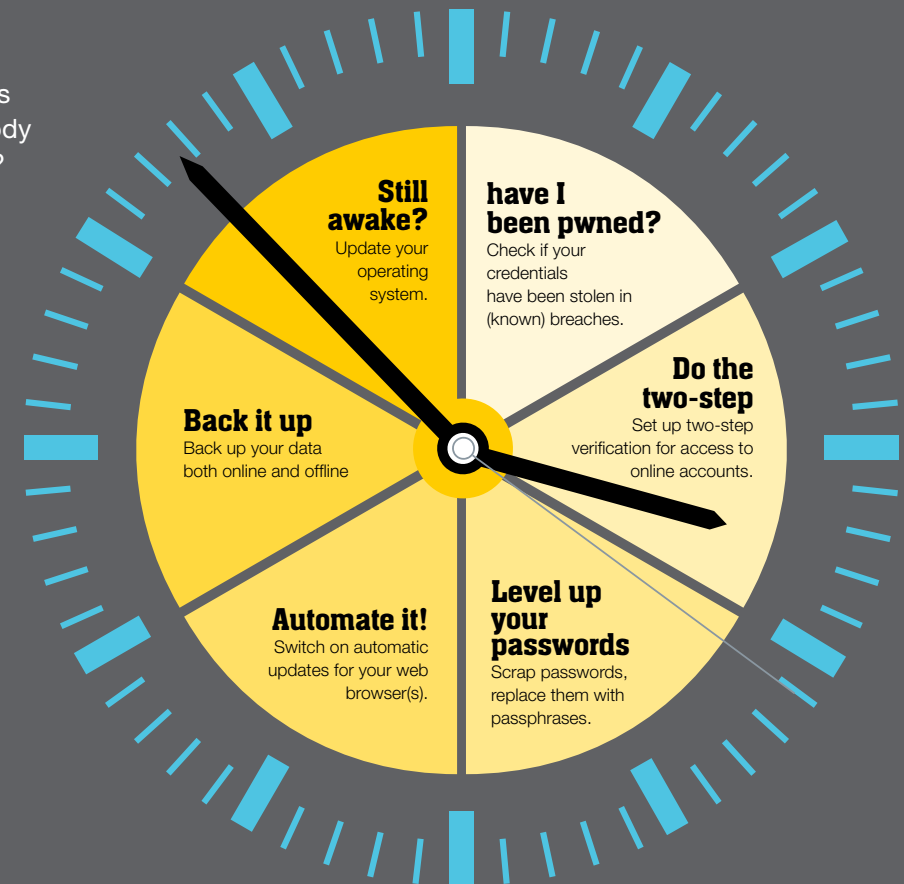 Still
awake?
Update your
operating
system.
have I
been pwned?
Check if your
credentials
have been stolen in
(known) breaches.
Do the
two-step
Set up two-step
verification for access to
online accounts.
Back it up
Back up your data
both online and offline
Automate it!
Switch on automatic
updates for your web
browser(s).
Level up
your
passwords
Scrap passwords,
replace them with
passphrases.